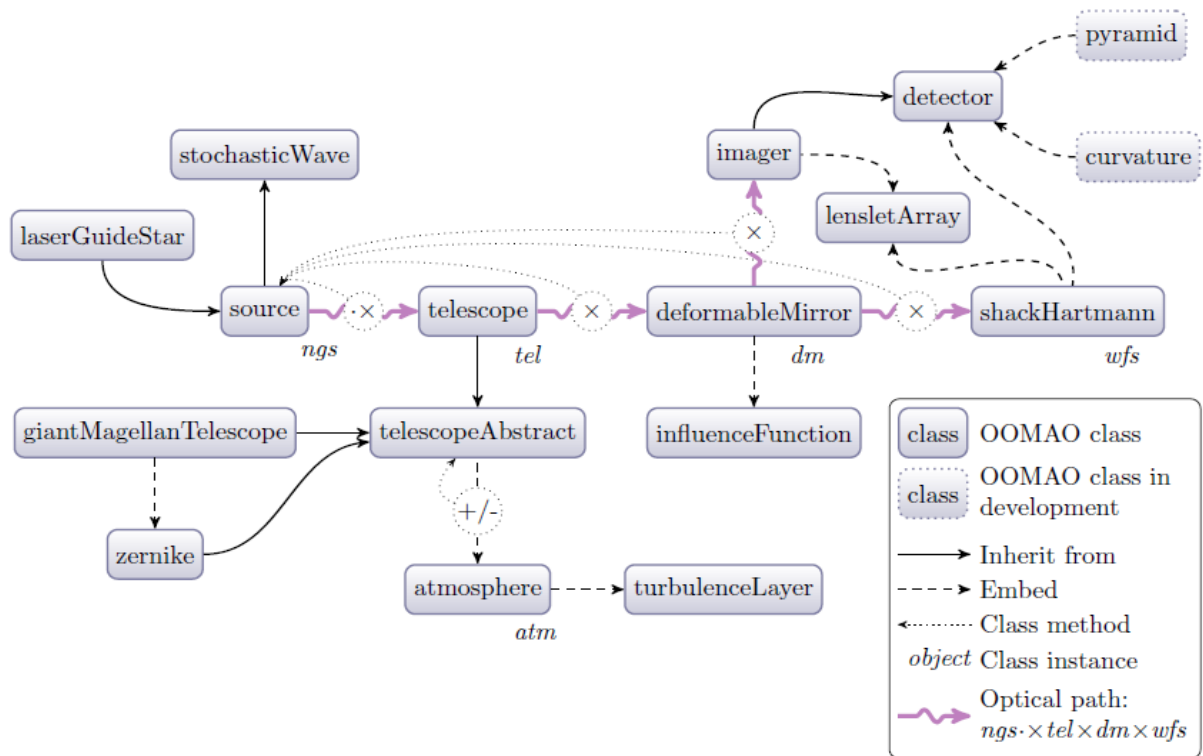 pyramid
detector
stochasticWave
imager
curvature
laserGuideStar
lensletArray
×
source
·×
telescope
×
deformableMirror
×
shackHartmann
ngs
tel
dm
wfs
giantMagellanTelescope
telescopeAbstract
influenceFunction
+/-
zernike
atmosphere
turbulenceLayer
atm
class OOMAO class
class OOMAO class in
development
Inherit from
Embed
Class method
object Class instance
Optical path:
ngs·×tel×dm×wfs